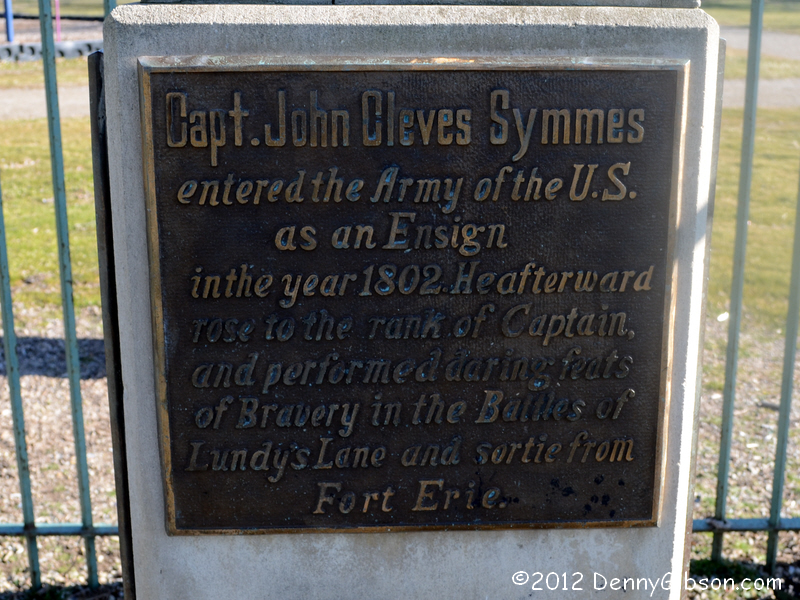 Capt. John Cleves Symmes
entered the Army of the U.S.
as an Ensign
in the year 1802. He afterward
rose to the rank of Captain,
and performed daring feats
of Bravery in the Battles of
Lundy's Lane and sortie from
Fort Erie.
©2012 DennyGibson.com